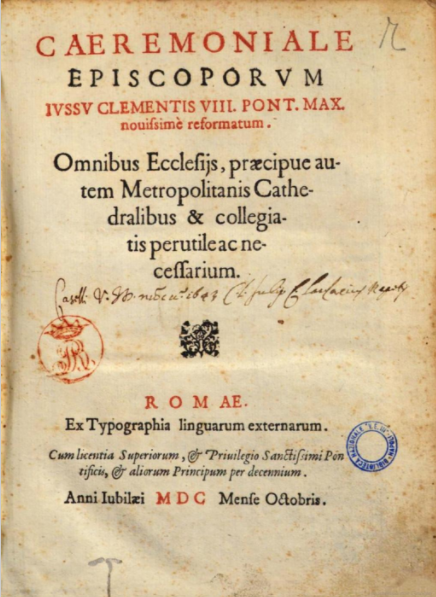 CAEREMONIALE
EPISCOPORVM
IVSSV CLEMENTIS VIII. PONT. MAX.
nouiſsimè reformatum.
Omnibus Eccleſijs, præcipue au-
tem Metropolitanis Cathe-
dralibus & collegia-
tis perutile ac ne-
ceſſarium.
ROMAE.
Ex Typographia linguarum externarum.
Cum licentia Superiorum, & Priuilegio Sanctiſsimi Pon
tificis, & aliorum Principum per decennium.
Anni Iubilæi MDC Menſe Octobris.